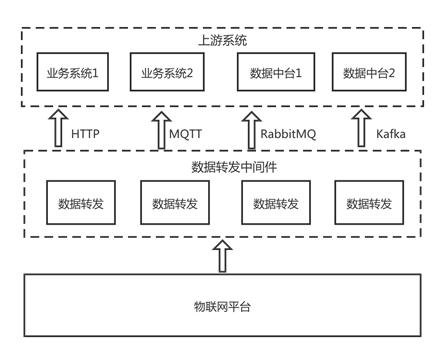 上游系统
业务系统1
业务系统2
数据中台1
数据中台2
HTTP
MQTT
RabbitMQ
Kafka
数据转发中间件
数据转发
数据转发
数据转发
数据转发
物联网平台